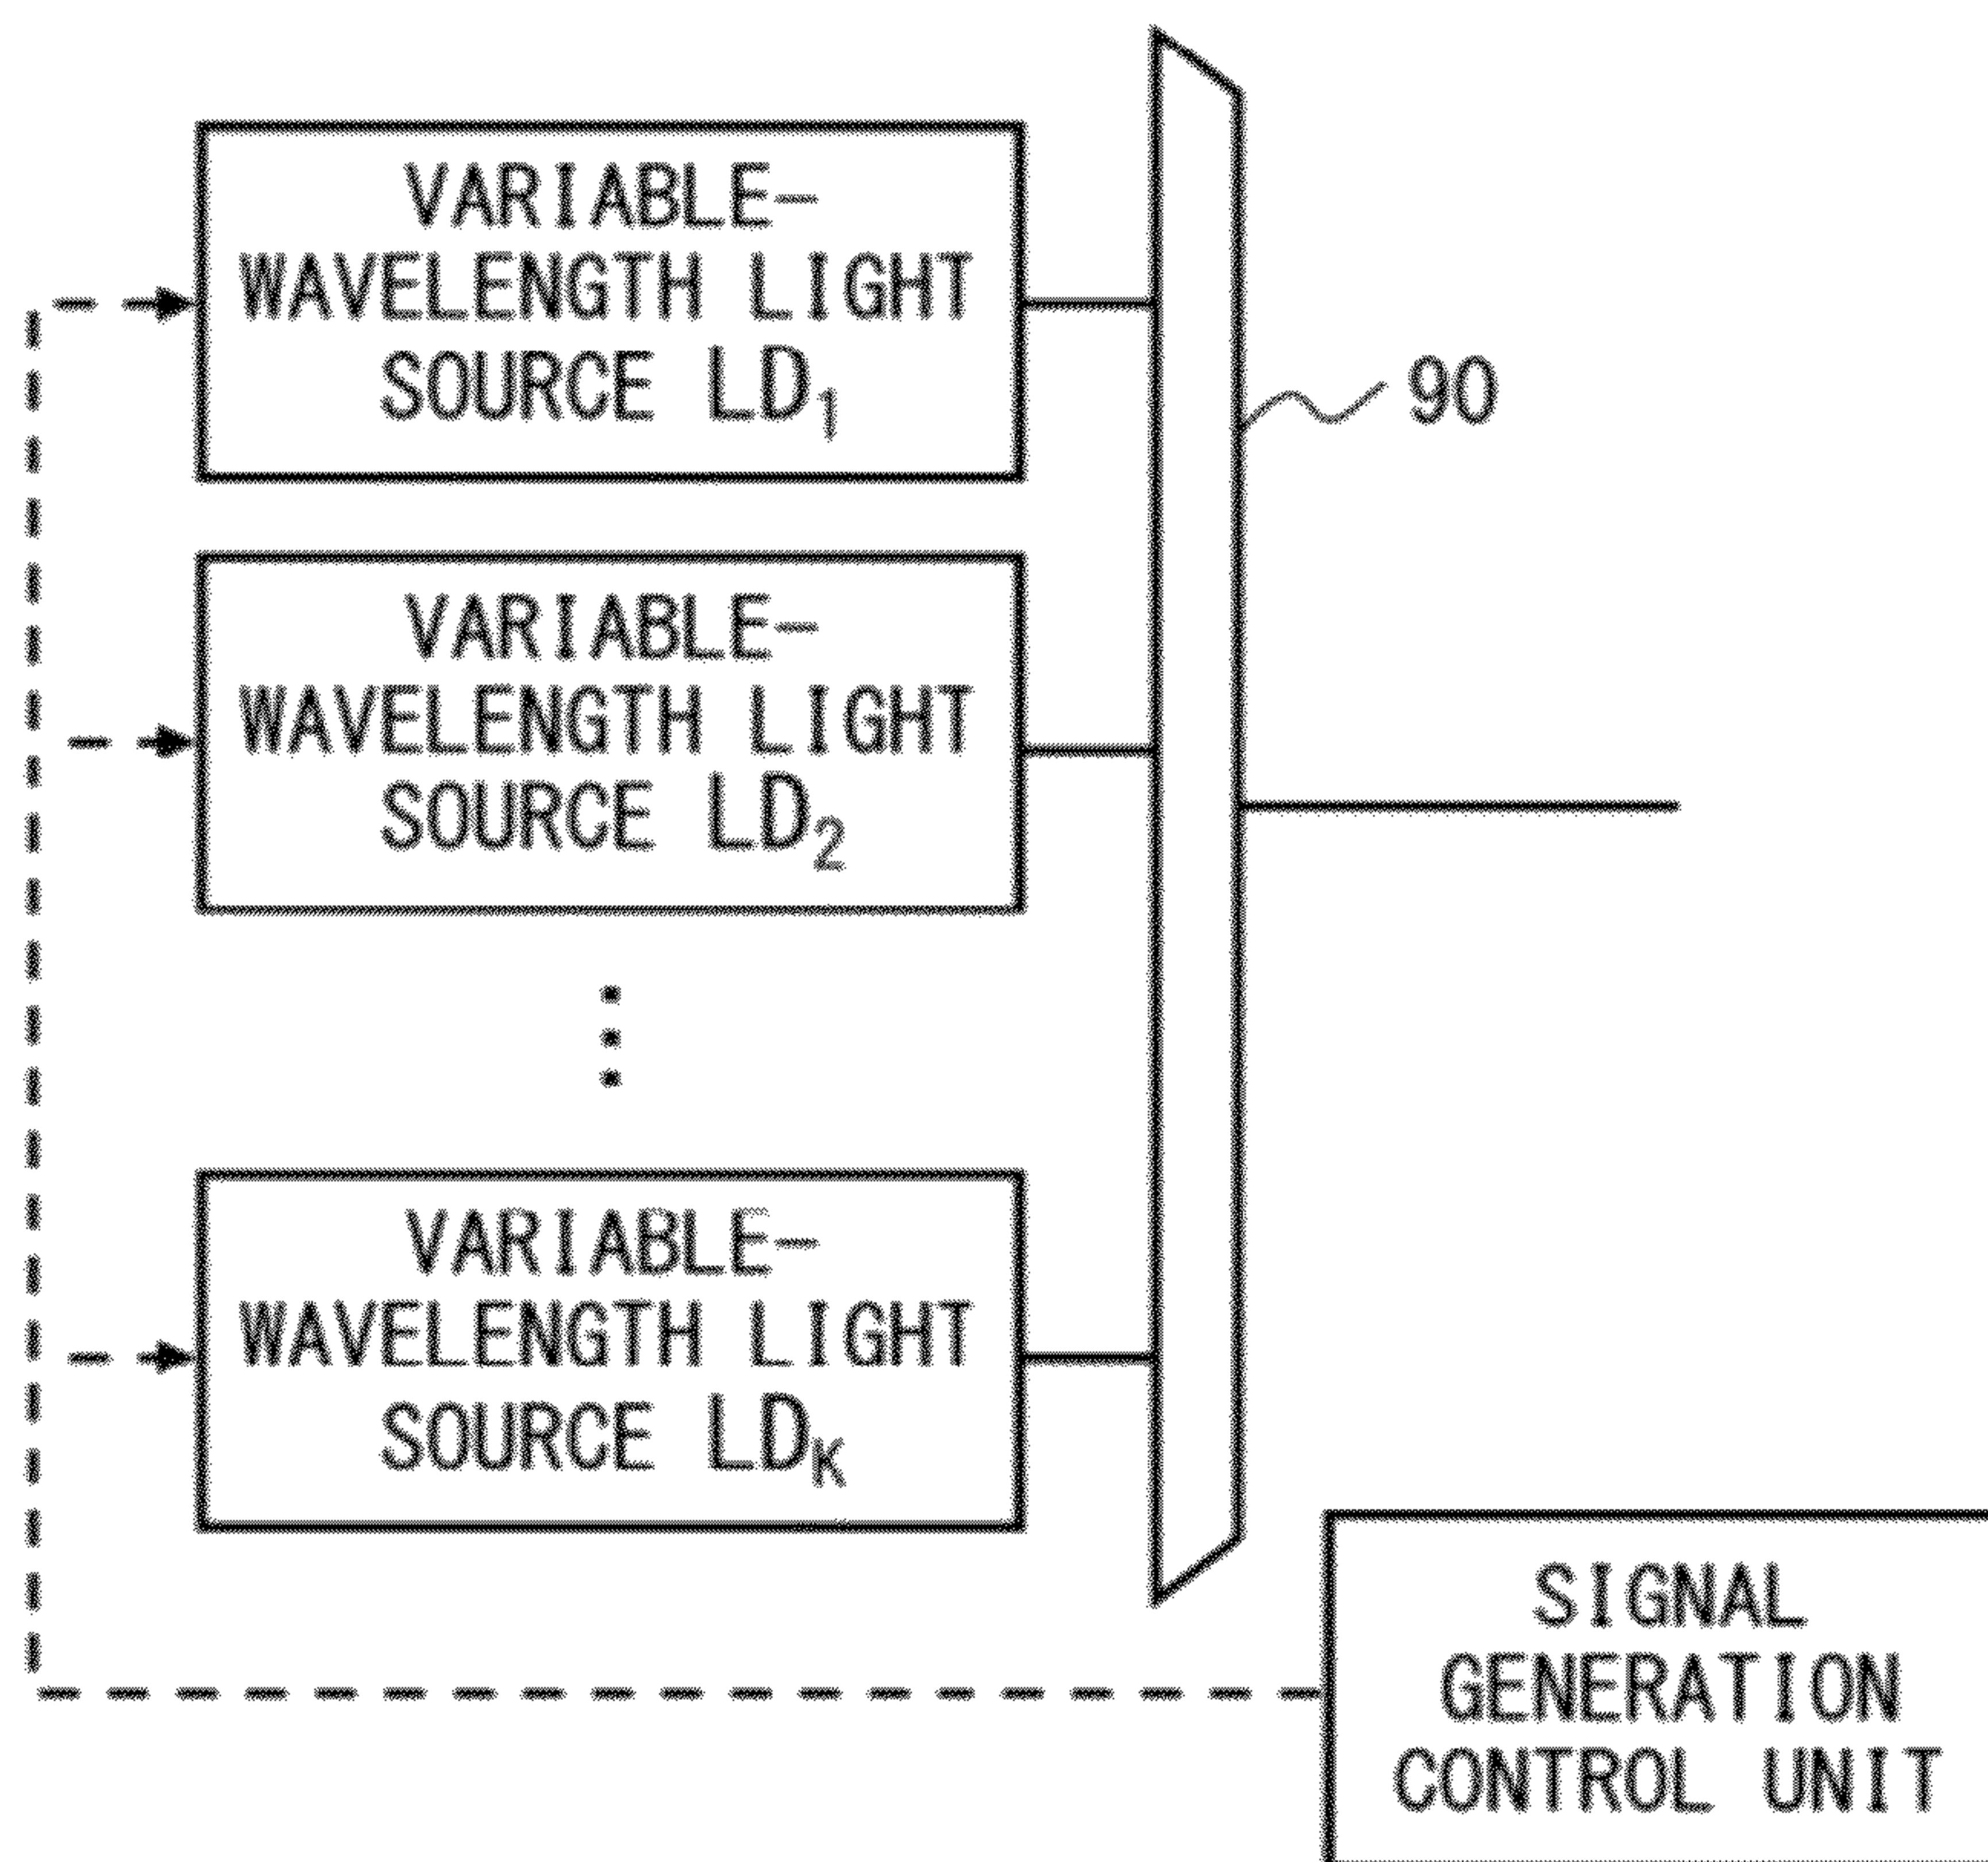 VARIABLE-
WAVELENGTH LIGHT
SOURCE LD₁
90
VARIABLE-
WAVELENGTH LIGHT
SOURCE LD₂
VARIABLE-
WAVELENGTH LIGHT
SOURCE LDK
SIGNAL
GENERATION
CONTROL UNIT